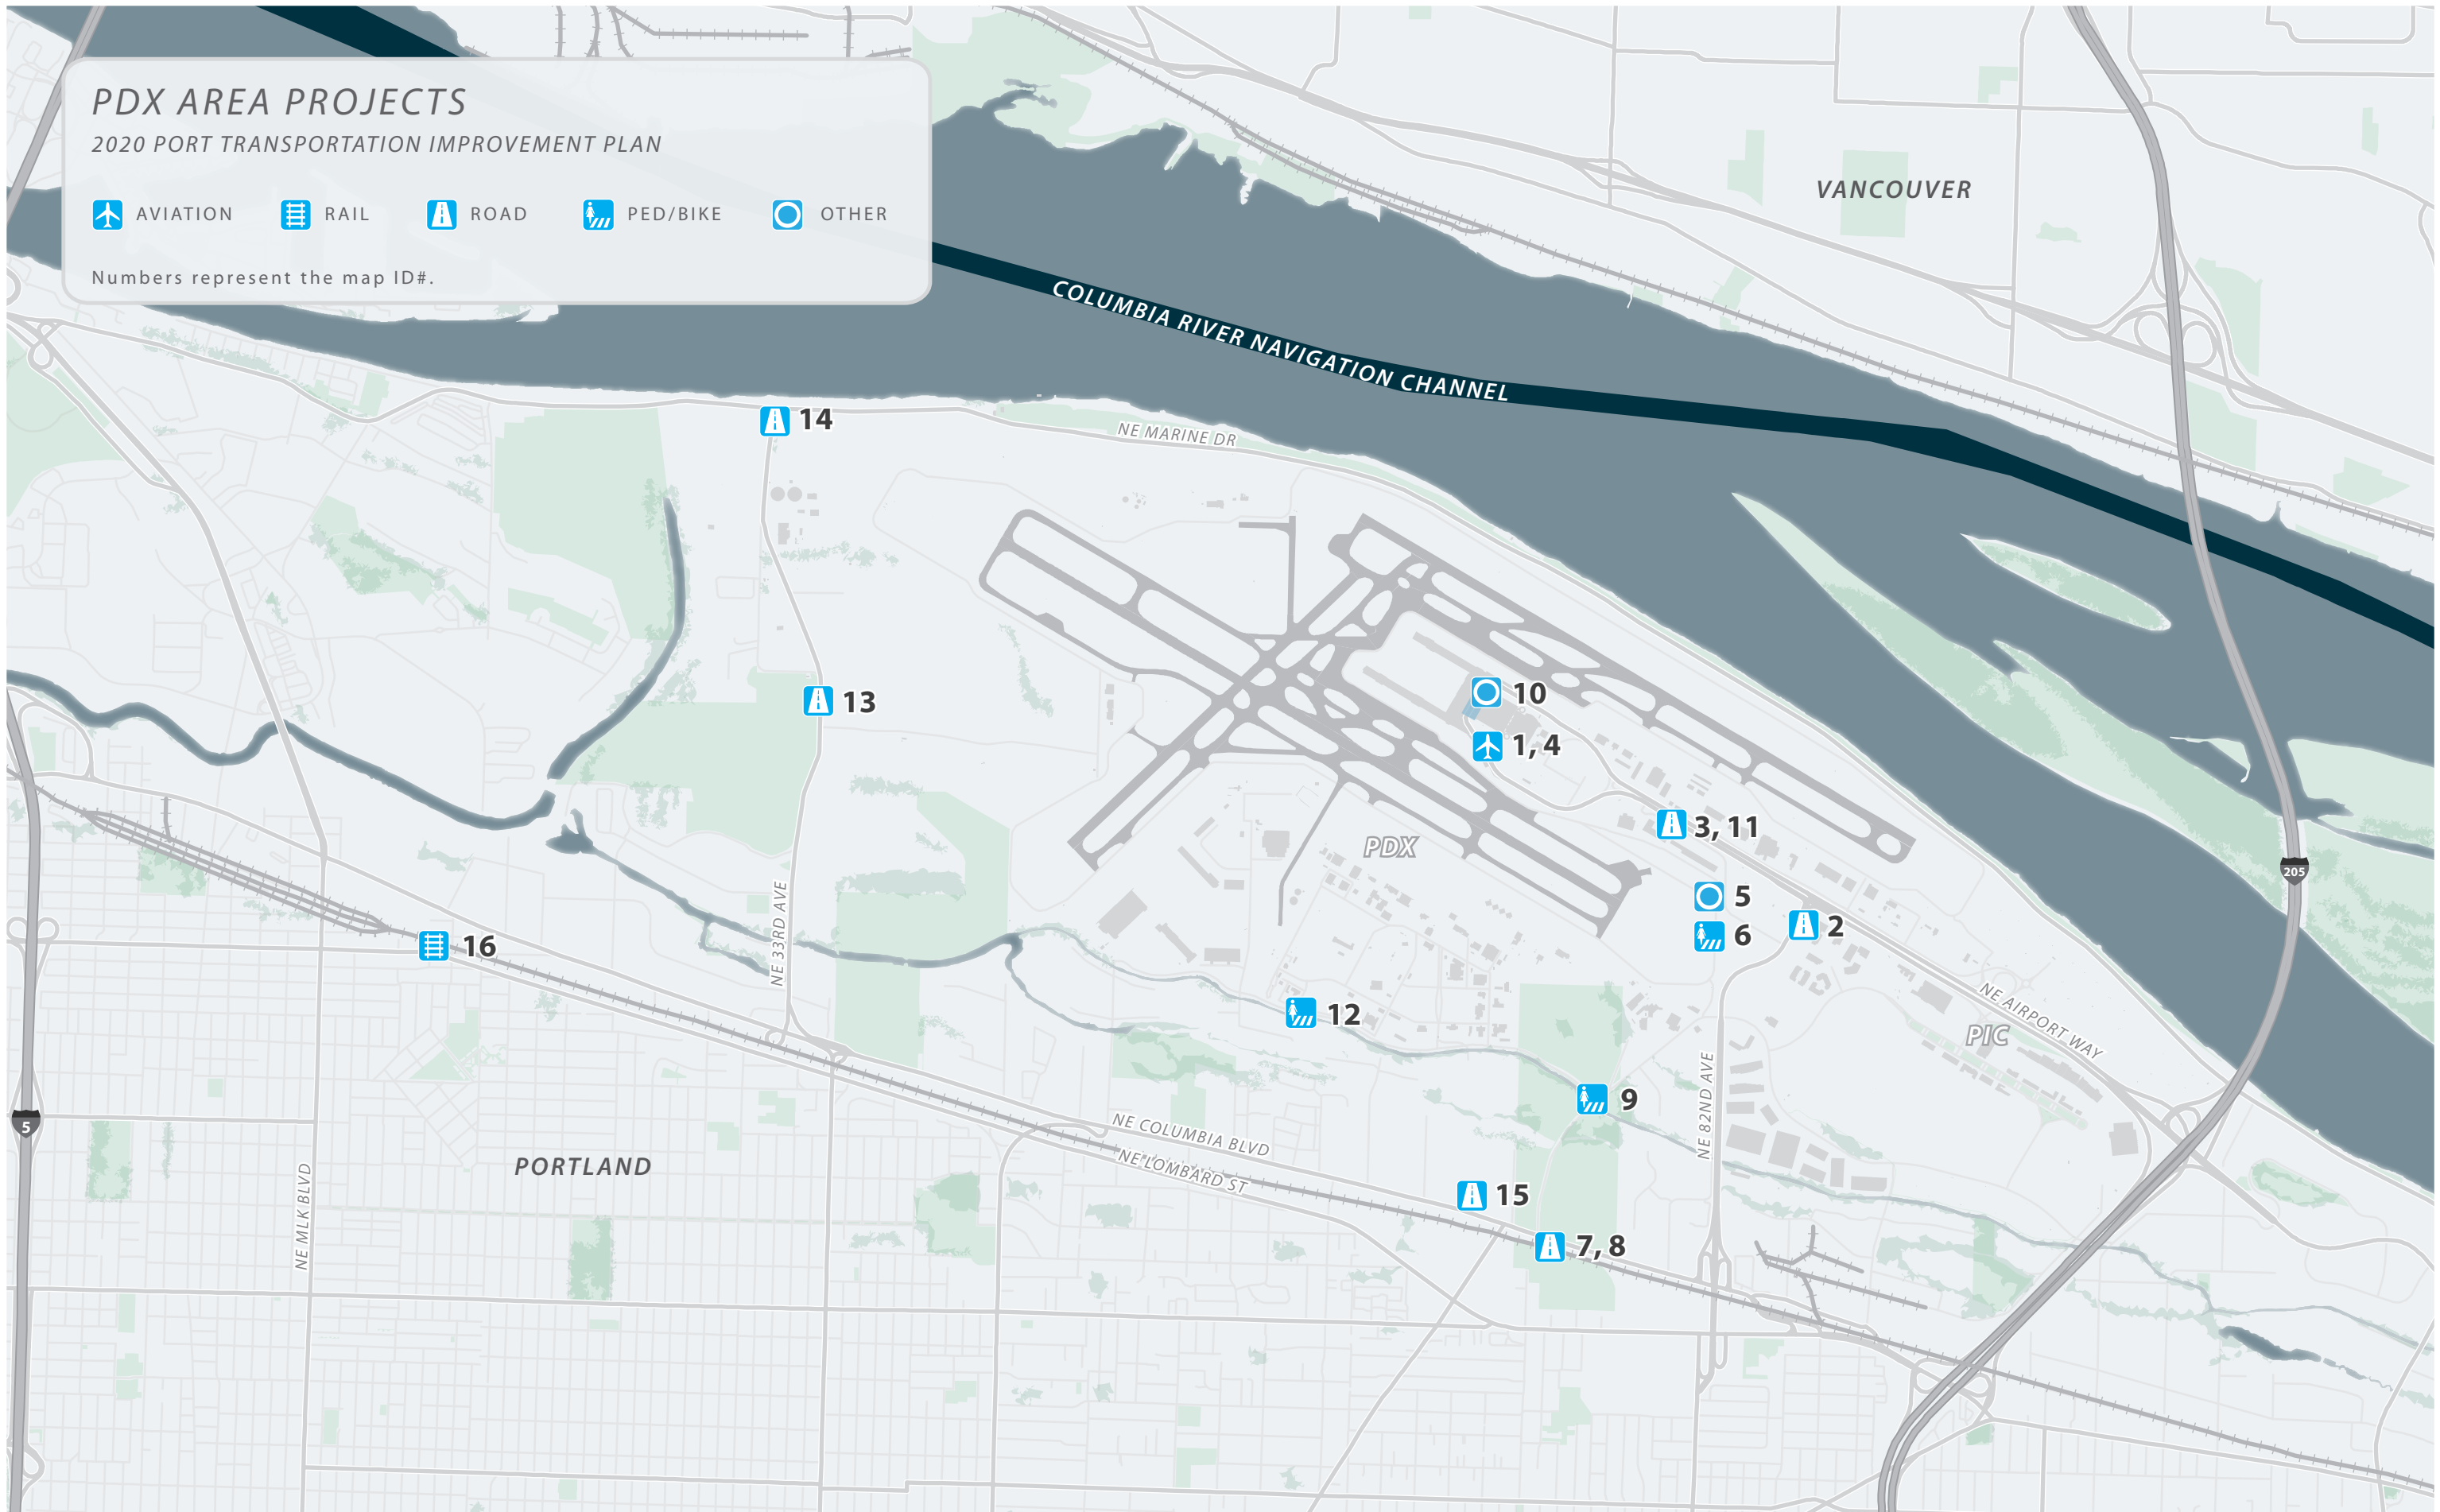 PDX AREA PROJECTS
2020 PORT TRANSPORTATION IMPROVEMENT PLAN
AVIATION
RAIL
ROAD
PED/BIKE
OTHER
Numbers represent the map ID#.
VANCOUVER
COLUMBIA RIVER NAVIGATION CHANNEL
14
NE MARINE DR
10
13
1, 4
3, 11
PDX
205
5
6
2
NE 33RD AVE
16
12
NE AIRPORT WAY
PIC
9
NE 82ND AVE
5
NE COLUMBIA BLVD
NE LOMBARD ST
PORTLAND
NE MLK BLVD
15
7, 8